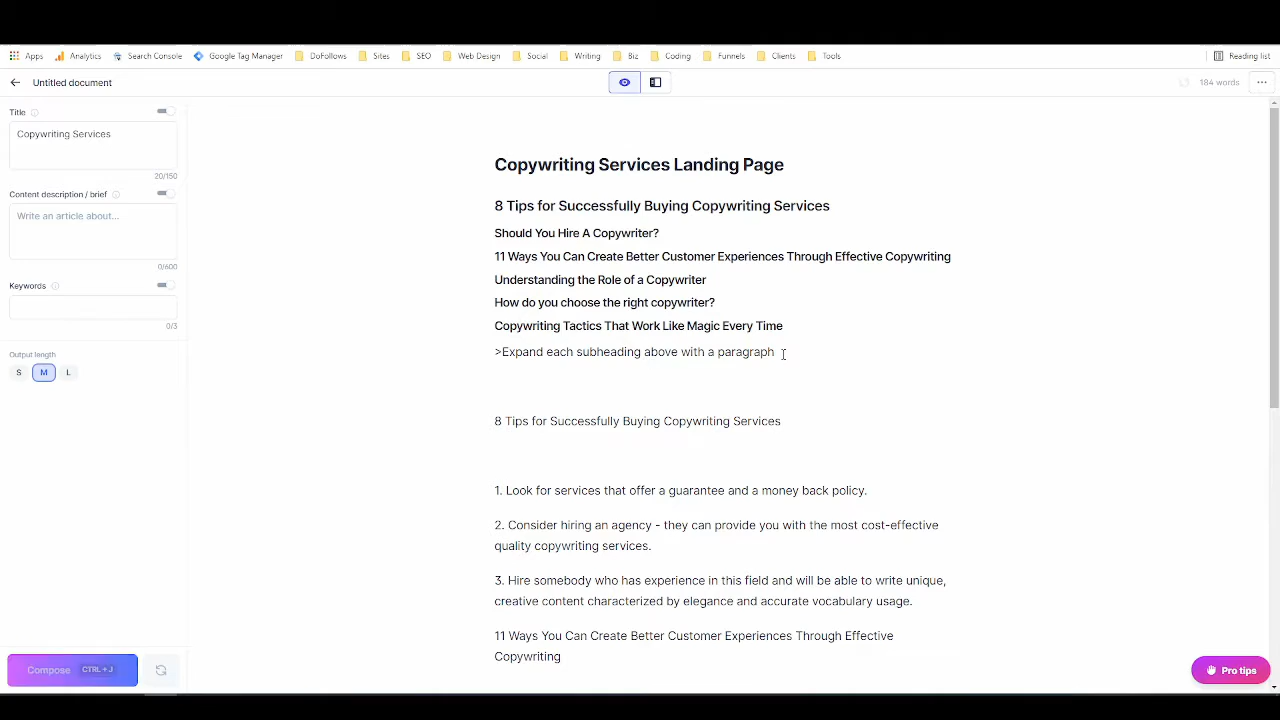 Apps Analytics Search Console Google Tag Manager DoFollows Sites SEO Web Design Social Writing Biz Coding Funnels Clients Tools Reading list
Untitled document 184 words
Title
Copywriting Services
20/150
Content description / brief
Write an article about...
0/600
Keywords
0/3
Output length
S M L
Compose CTRL + J
Copywriting Services Landing Page
8 Tips for Successfully Buying Copywriting Services
Should You Hire A Copywriter?
11 Ways You Can Create Better Customer Experiences Through Effective Copywriting
Understanding the Role of a Copywriter
How do you choose the right copywriter?
Copywriting Tactics That Work Like Magic Every Time
>Expand each subheading above with a paragraph
8 Tips for Successfully Buying Copywriting Services
1. Look for services that offer a guarantee and a money back policy.
2. Consider hiring an agency - they can provide you with the most cost-effective
quality copywriting services.
3. Hire somebody who has experience in this field and will be able to write unique,
creative content characterized by elegance and accurate vocabulary usage.
11 Ways You Can Create Better Customer Experiences Through Effective
Copywriting
Pro tips